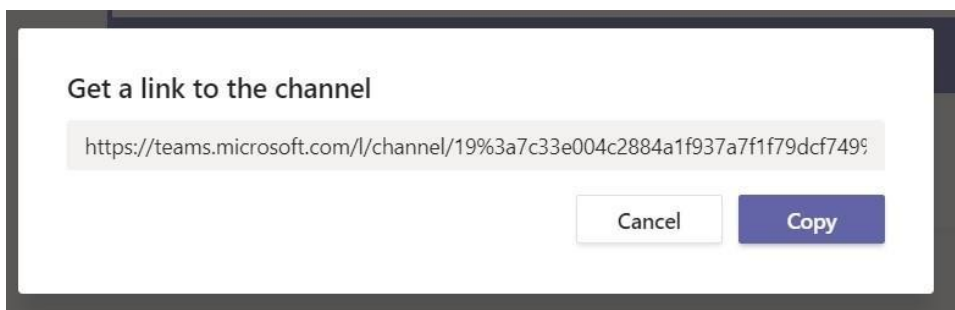 Get a link to the channel
https://teams.microsoft.com/l/channel/19%3a7c33e004c2884a1f937a7f1f79dcf749%
Cancel
Copy